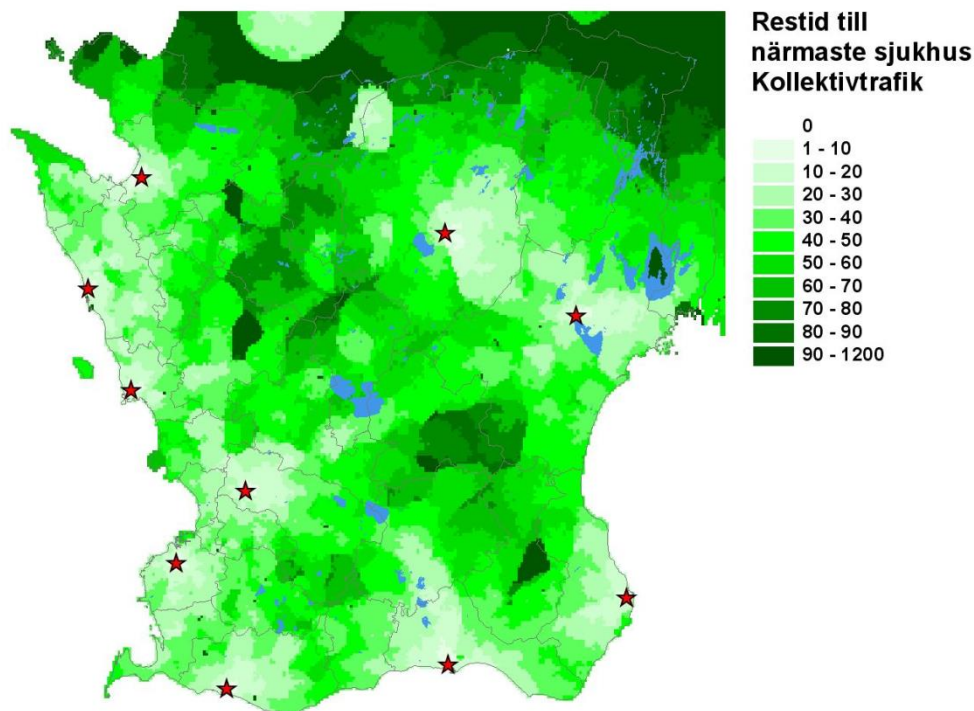 Restid till
närmaste sjukhus
Kollektivtrafik
0
1 - 10
10 - 20
20 - 30
30 - 40
40 - 50
50 - 60
60 - 70
70 - 80
80 - 90
90 - 1200